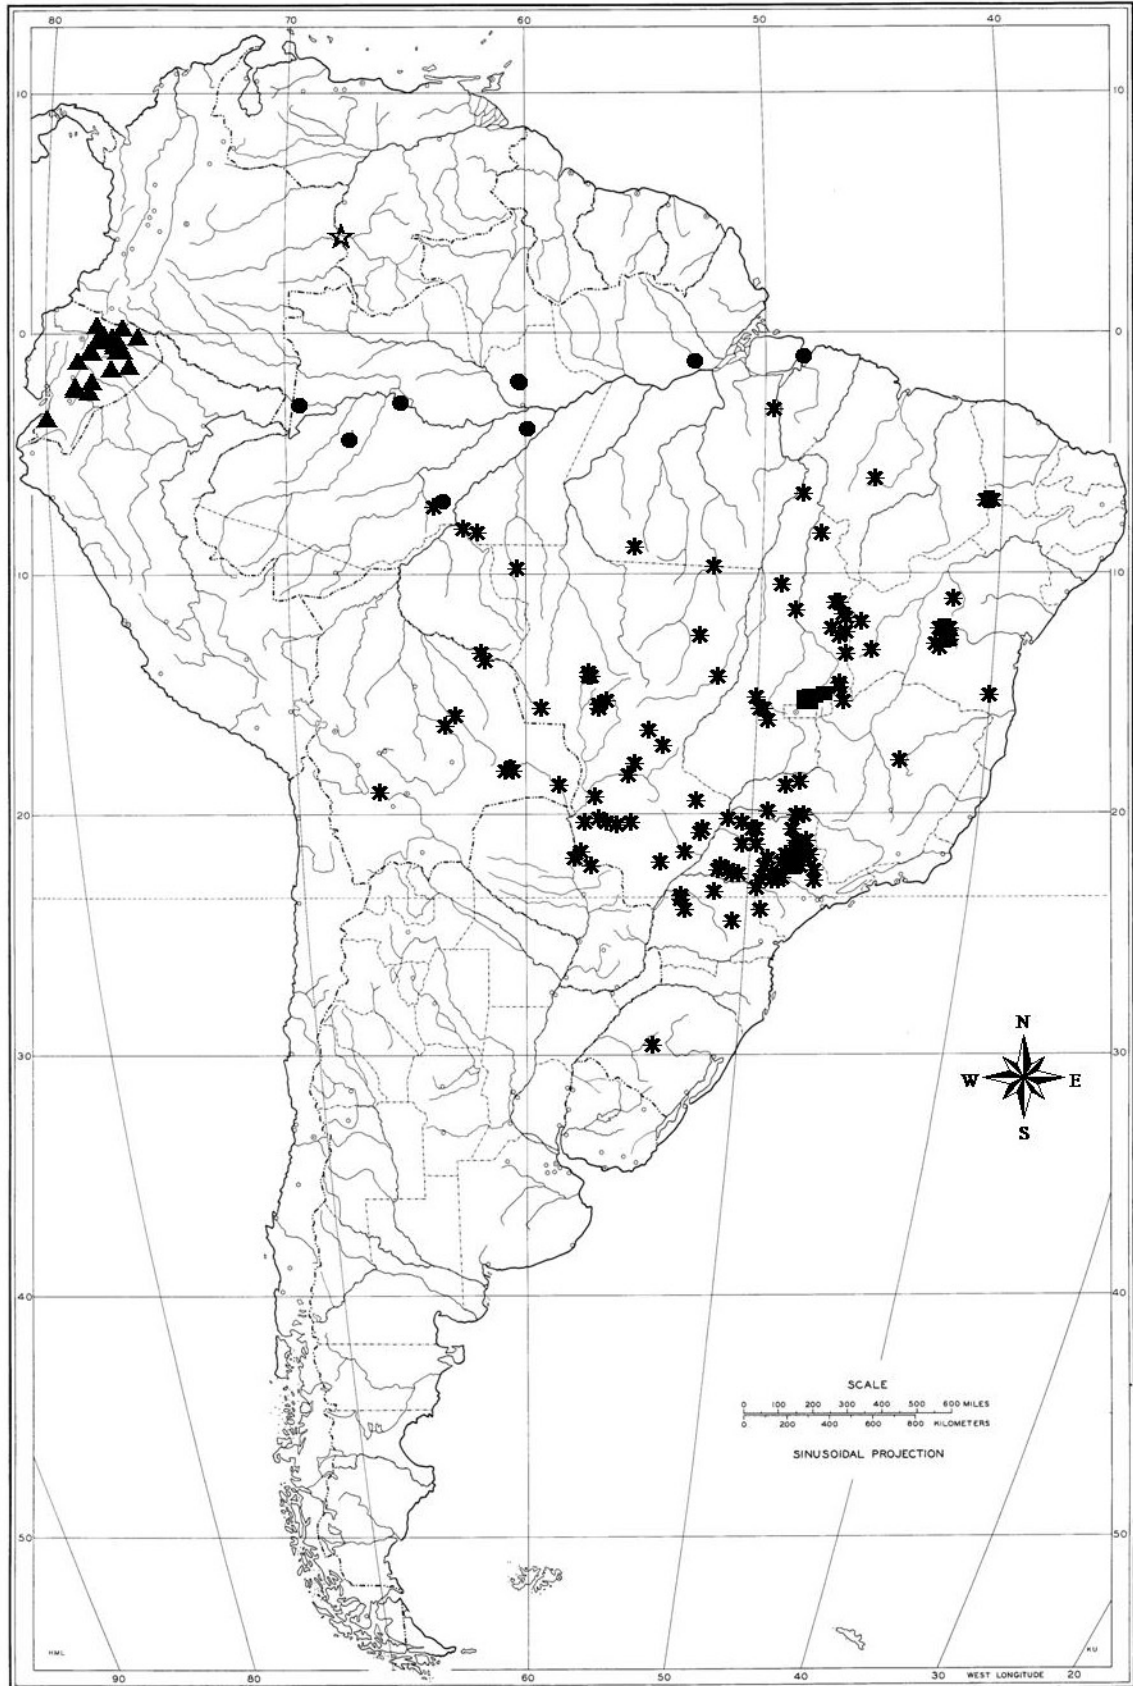 80 70 60 50 40
10 10
0 0
N
W E
S
10 10
20 20
30 30
40 40
SCALE
0 100 200 300 400 500 600 MILES
0 200 400 600 800 KILOMETERS
SINUSOIDAL PROJECTION
50 50
HML KU
90 80 60 50 40 30 WEST LONGITUDE 20